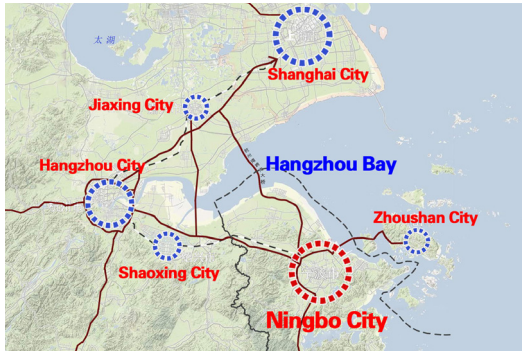 太湖
Shanghai City
Jiaxing City
Hangzhou City
Hangzhou Bay
Zhoushan City
Shaoxing City
Ningbo City